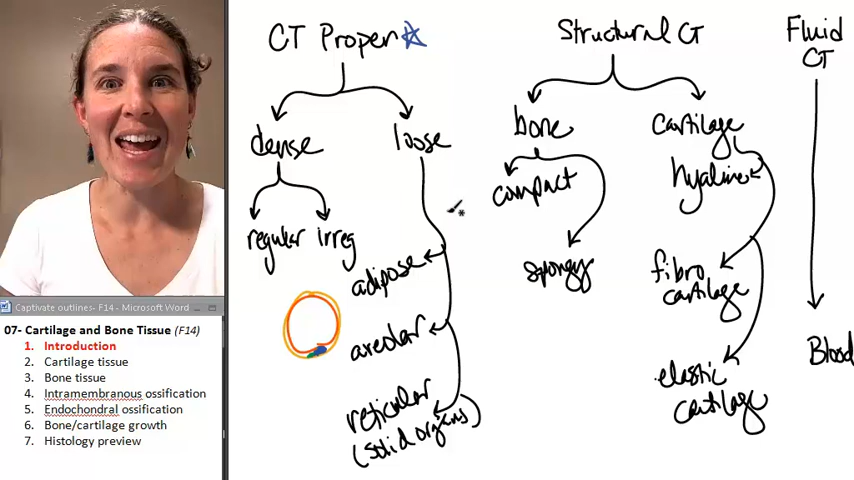 CT Proper
Structural CT
Fluid
CT
dense
loose
bone
cartilage
compact
hyaline
regular irreg
adipose
spongy
fibro
cartilage
areolar
Blood
elastic
cartilage
reticular
(solid organs)
Captivate outlines- F14 - Microsoft Word
07- Cartilage and Bone Tissue (F14)
1. Introduction
2. Cartilage tissue
3. Bone tissue
4. Intramembranous ossification
5. Endochondral ossification
6. Bone/cartilage growth
7. Histology preview